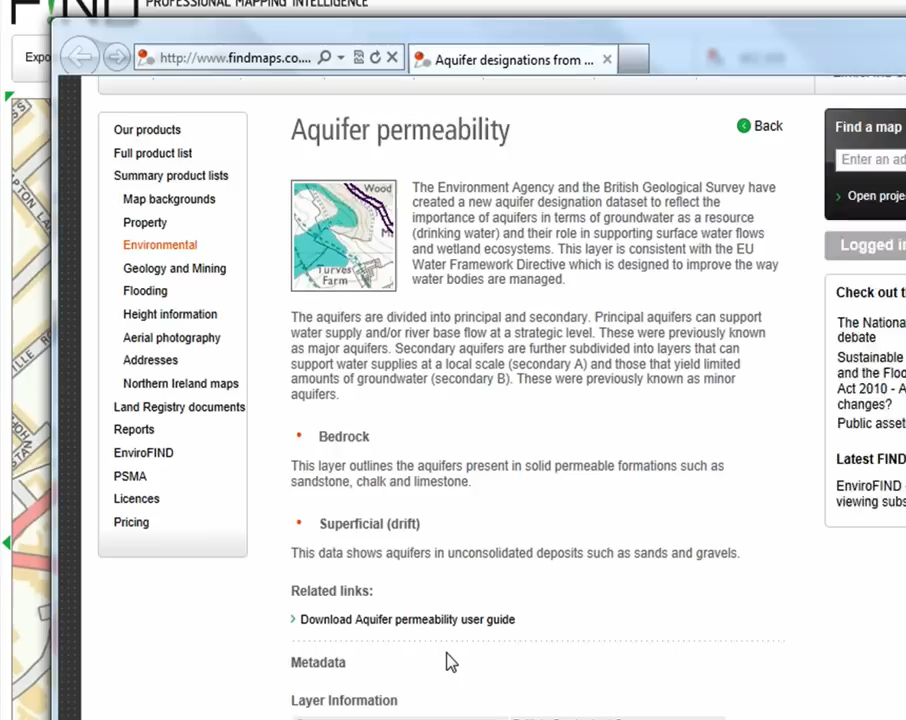 FIND PROFESSIONAL MAPPING INTELLIGENCE
Expo
http://www.findmaps.co....
Aquifer designations from ...
Our products
Full product list
Summary product lists
Map backgrounds
Property
Environmental
Geology and Mining
Flooding
Height information
Aerial photography
Addresses
Northern Ireland maps
Land Registry documents
Reports
EnviroFIND
PSMA
Licences
Pricing
Aquifer permeability
Back
Wood
Turves
Farm
The Environment Agency and the British Geological Survey have
created a new aquifer designation dataset to reflect the
importance of aquifers in terms of groundwater as a resource
(drinking water) and their role in supporting surface water flows
and wetland ecosystems. This layer is consistent with the EU
Water Framework Directive which is designed to improve the way
water bodies are managed.
The aquifers are divided into principal and secondary. Principal aquifers can support
water supply and/or river base flow at a strategic level. These were previously known
as major aquifers. Secondary aquifers are further subdivided into layers that can
support water supplies at a local scale (secondary A) and those that yield limited
amounts of groundwater (secondary B). These were previously known as minor
aquifers.
Bedrock
This layer outlines the aquifers present in solid permeable formations such as
sandstone, chalk and limestone.
Superficial (drift)
This data shows aquifers in unconsolidated deposits such as sands and gravels.
Related links:
Download Aquifer permeability user guide
Metadata
Layer Information
Find a map
Enter an ad
Open proje
Logged i
Check out t
The Nationa
debate
Sustainable
and the Floo
Act 2010 - A
changes?
Public asset
Latest FIND
EnviroFIND
viewing subs